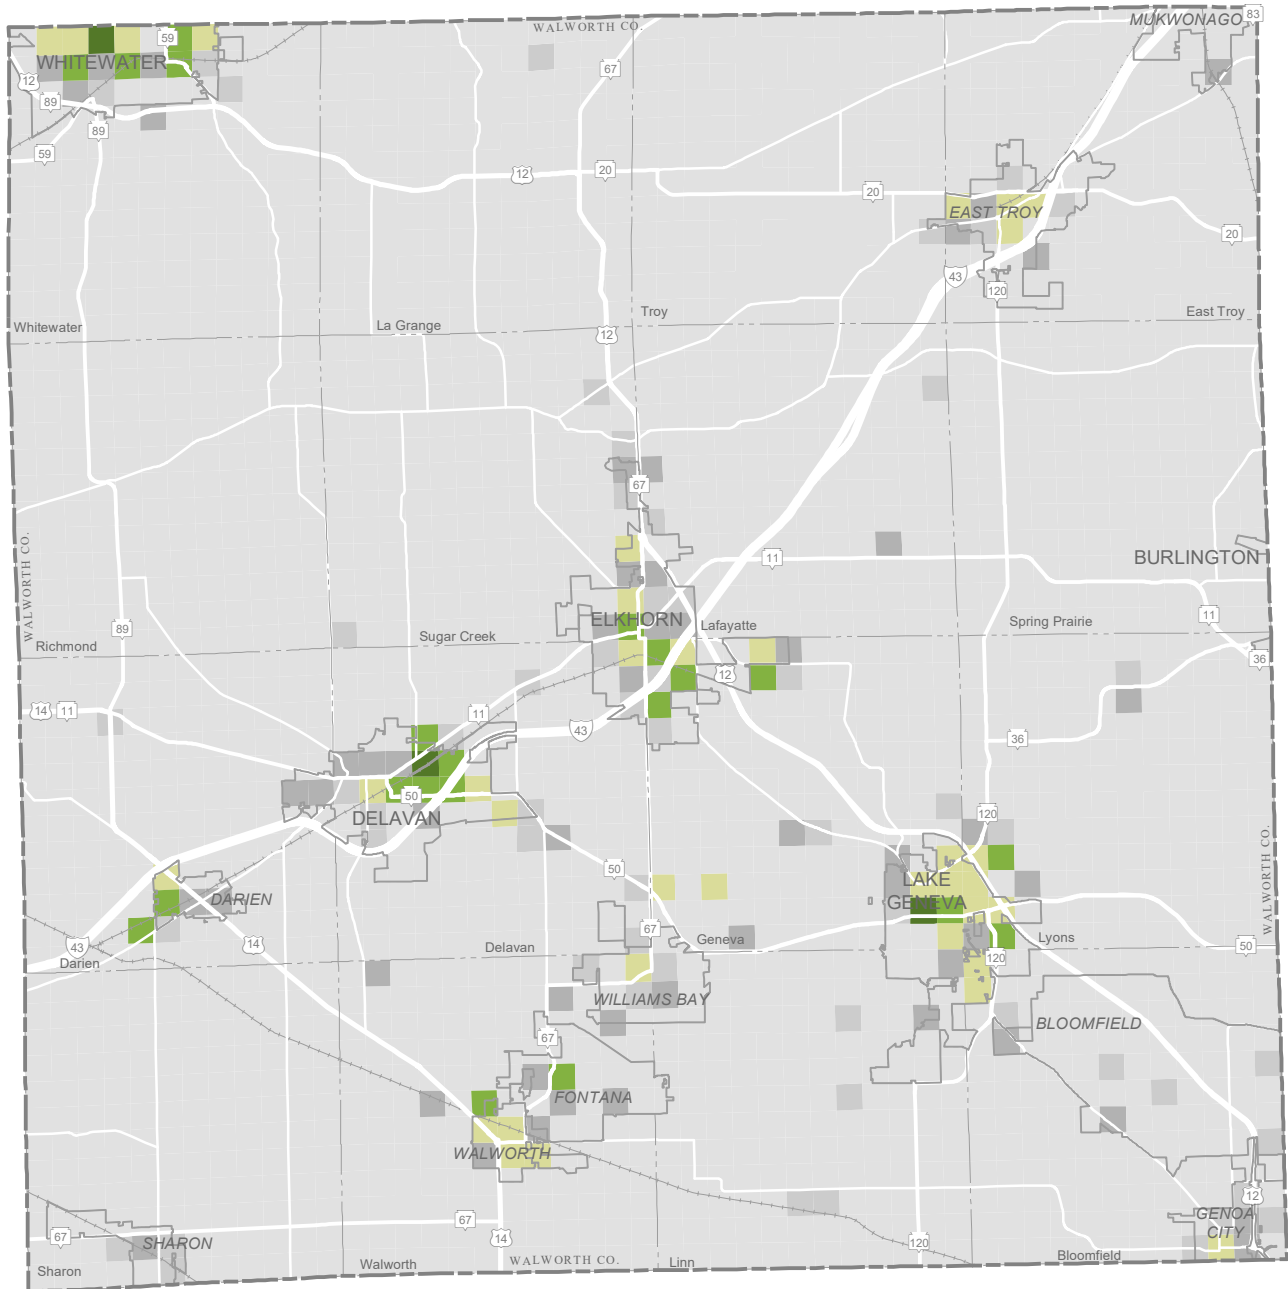 WALWORTH CO.
MUKWONAGO
83
59
WHITEWATER
67
12
89
89
59
12
20
20
EAST TROY
20
43
120
Whitewater
La Grange
Troy
East Troy
12
67
11
BURLINGTON
WALWORTH CO.
89
ELKHORN
Lafayatte
Spring Prairie
11
Richmond
Sugar Creek
36
12
14
11
11
43
36
50
DELAVAN
120
WALWORTH CO.
50
LAKE
GENEVA
DARIEN
67
43
14
Delavan
Geneva
Lyons
50
Darien
120
WILLIAMS BAY
BLOOMFIELD
67
FONTANA
WALWORTH
12
67
GENOA
CITY
67
14
120
SHARON
Sharon
Walworth
WALWORTH CO.
Linn
Bloomfield